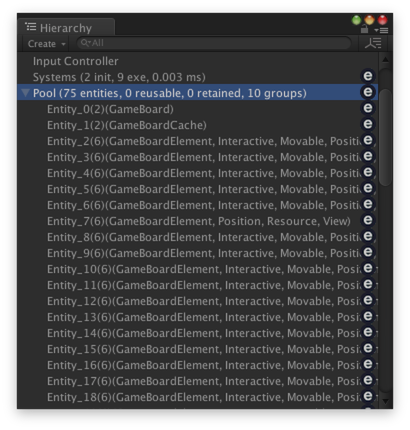 Hierarchy
Create All
Input Controller
Systems (2 init, 9 exe, 0.003 ms)
Pool (75 entities, 0 reusable, 0 retained, 10 groups)
Entity_0(2)(GameBoard)
Entity_1(2)(GameBoardCache)
Entity_2(6)(GameBoardElement, Interactive, Movable, Positi
Entity_3(6)(GameBoardElement, Interactive, Movable, Positi
Entity_4(6)(GameBoardElement, Interactive, Movable, Positi
Entity_5(6)(GameBoardElement, Interactive, Movable, Positi
Entity_6(6)(GameBoardElement, Interactive, Movable, Positi
Entity_7(6)(GameBoardElement, Position, Resource, View)
Entity_8(6)(GameBoardElement, Interactive, Movable, Positi
Entity_9(6)(GameBoardElement, Interactive, Movable, Positi
Entity_10(6)(GameBoardElement, Interactive, Movable, Posi
Entity_11(6)(GameBoardElement, Interactive, Movable, Posi
Entity_12(6)(GameBoardElement, Interactive, Movable, Posi
Entity_13(6)(GameBoardElement, Interactive, Movable, Posi
Entity_14(6)(GameBoardElement, Interactive, Movable, Posi
Entity_15(6)(GameBoardElement, Interactive, Movable, Posi
Entity_16(6)(GameBoardElement, Interactive, Movable, Posi
Entity_17(6)(GameBoardElement, Interactive, Movable, Posi
Entity_18(6)(GameBoardElement, Interactive, Movable, Posi